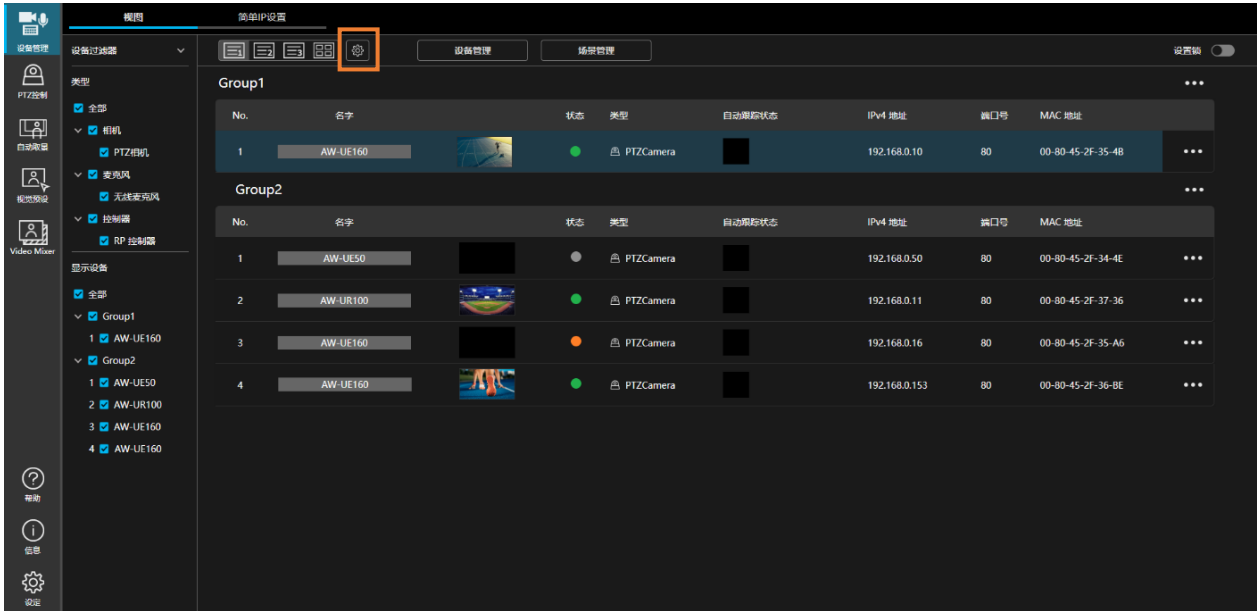 设备管理
PTZ控制
自动取景
视觉预设
Video Mixer
帮助
信息
设定
视图
简单IP设置
设备过滤器
类型
全部
相机
PTZ相机
麦克风
无线麦克风
控制器
RP 控制器
显示设备
全部
Group1
1 AW-UE160
Group2
1 AW-UE50
2 AW-UR100
3 AW-UE160
4 AW-UE160
1 2 3 设备管理 场景管理 设置锁
Group1
No. 名字 状态 类型 自动跟踪状态 IPv4 地址 端口号 MAC 地址
1 AW-UE160 PTZCamera 192.168.0.10 80 00-80-45-2F-35-4B
Group2
No. 名字 状态 类型 自动跟踪状态 IPv4 地址 端口号 MAC 地址
1 AW-UE50 PTZCamera 192.168.0.50 80 00-80-45-2F-34-4E
2 AW-UR100 PTZCamera 192.168.0.11 80 00-80-45-2F-37-36
3 AW-UE160 PTZCamera 192.168.0.16 80 00-80-45-2F-35-A6
4 AW-UE160 PTZCamera 192.168.0.153 80 00-80-45-2F-36-BE